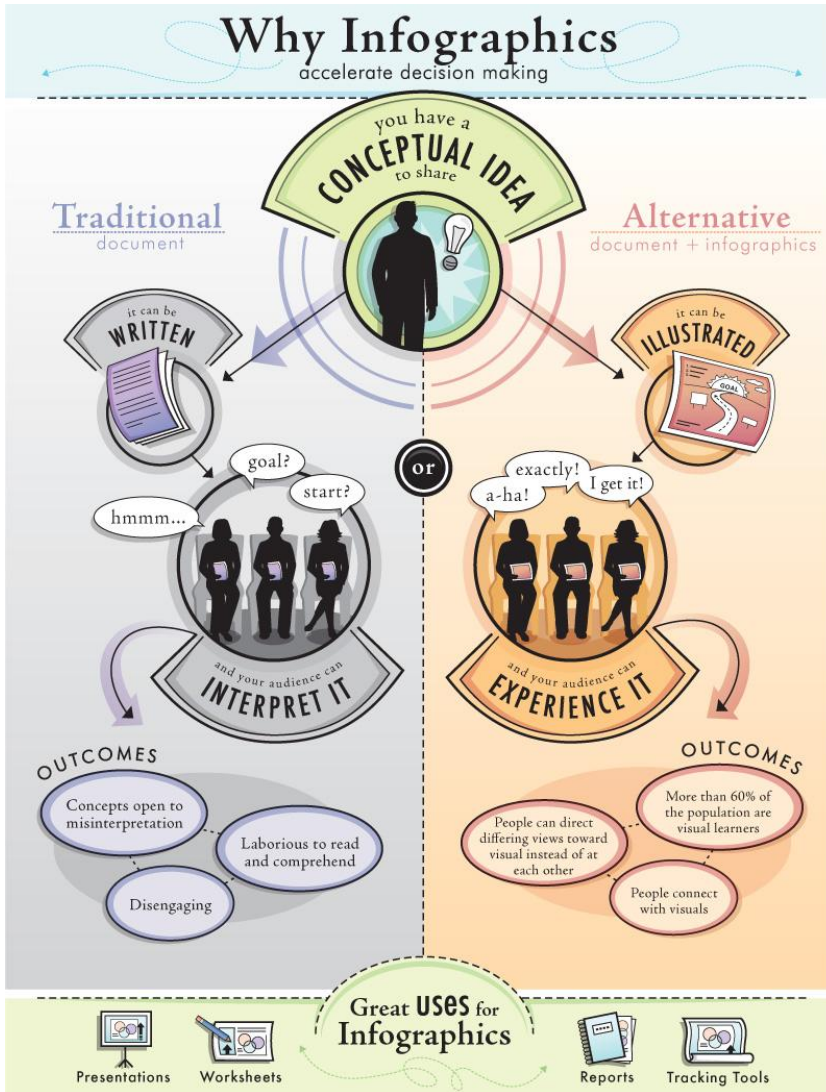 Why Infographics
accelerate decision making
you have a
CONCEPTUAL IDEA
to share
Traditional
document
Alternative
document + infographics
it can be
WRITTEN
it can be
ILLUSTRATED
GOAL
or
hmmm...
goal?
start?
a-ha!
exactly!
I get it!
and your audience can
INTERPRET IT
and your audience can
EXPERIENCE IT
OUTCOMES
Concepts open to
misinterpretation
Laborious to read
and comprehend
Disengaging
OUTCOMES
More than 60% of
the population are
visual learners
People can direct
differing views toward
visual instead of at
each other
People connect
with visuals
Great USES for
Infographics
Presentations
Worksheets
Reports
Tracking Tools